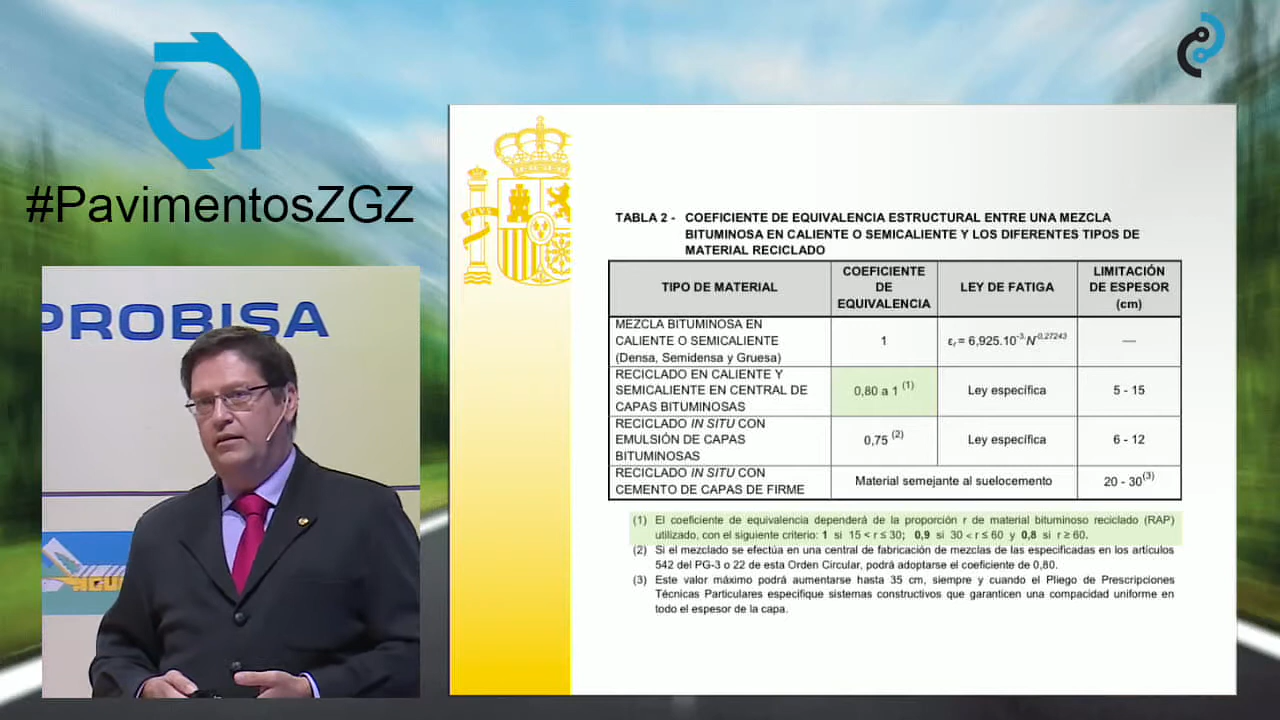 #PavimentosZGZ
PROBISA
AGU
PLUS
TABLA 2 - COEFICIENTE DE EQUIVALENCIA ESTRUCTURAL ENTRE UNA MEZCLA
BITUMINOSA EN CALIENTE O SEMICALIENTE Y LOS DIFERENTES TIPOS DE
MATERIAL RECICLADO
TIPO DE MATERIAL
COEFICIENTE
DE
EQUIVALENCIA
LEY DE FATIGA
LIMITACIÓN
DE ESPESOR
(cm)
MEZCLA BITUMINOSA EN
CALIENTE O SEMICALIENTE
(Densa, Semidensa y Gruesa)
1
εr = 6,925.10⁻³.N⁻⁰,²⁷²⁴³
—
RECICLADO EN CALIENTE Y
SEMICALIENTE EN CENTRAL DE
CAPAS BITUMINOSAS
0,80 a 1 (1)
Ley específica
5 - 15
RECICLADO IN SITU CON
EMULSIÓN DE CAPAS
BITUMINOSAS
0,75 (2)
Ley específica
6 - 12
RECICLADO IN SITU CON
CEMENTO DE CAPAS DE FIRME
Material semejante al suelocemento
20 - 30(3)
(1) El coeficiente de equivalencia dependerá de la proporción r de material bituminoso reciclado (RAP)
utilizado, con el siguiente criterio: 1 si 15 < r ≤ 30; 0,9 si 30 < r ≤ 60 y 0,8 si r ≥ 60.
(2) Si el mezclado se efectúa en una central de fabricación de mezclas de las especificadas en los artículos
542 del PG-3 o 22 de esta Orden Circular, podrá adoptarse el coeficiente de 0,80.
(3) Este valor máximo podrá aumentarse hasta 35 cm, siempre y cuando el Pliego de Prescripciones
Técnicas Particulares especifique sistemas constructivos que garanticen una compacidad uniforme en
todo el espesor de la capa.